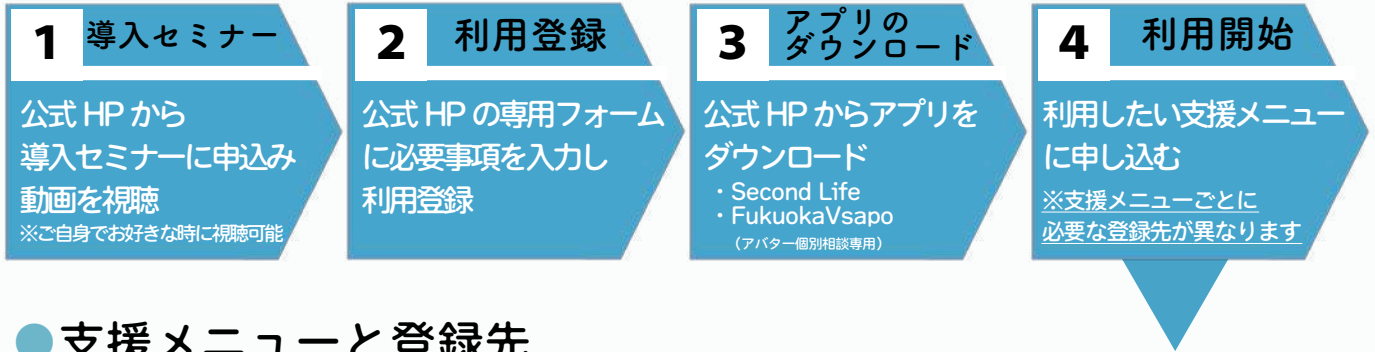 1 導入セミナー
公式 HP から
導入セミナーに申込み
動画を視聴
※ご自身でお好きな時に視聴可能
2 利用登録
公式 HP の専用フォーム
に必要事項を入力し
利用登録
3 アプリの
ダウンロード
公式 HP からアプリを
ダウンロード
・Second Life
・FukuokaVsapo
（アバター個別相談専用）
4 利用開始
利用したい支援メニュー
に申し込む
※支援メニューごとに
必要な登録先が異なります
●支援メニューと登録先